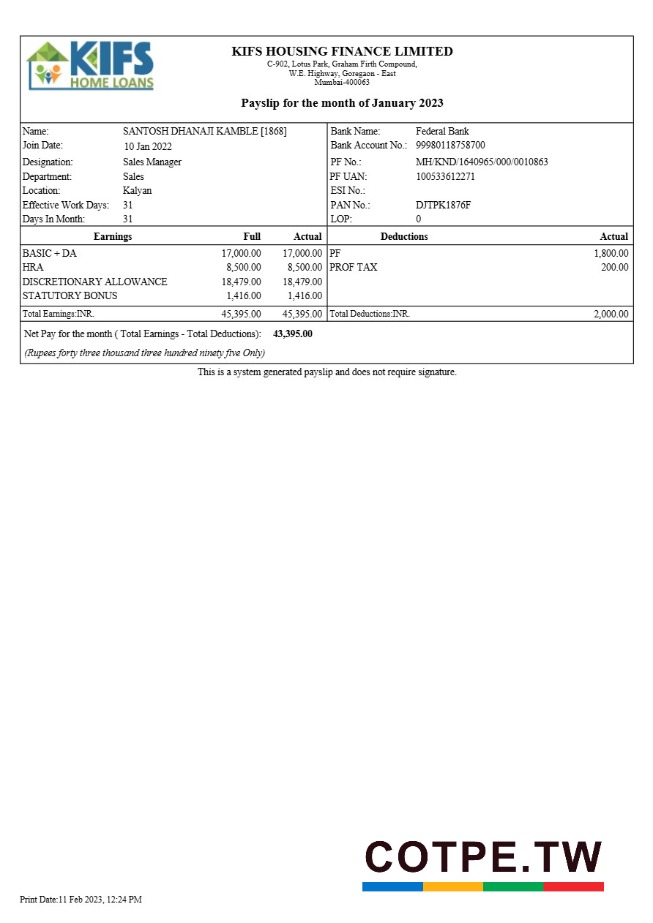 KIFS
HOME LOANS
KIFS HOUSING FINANCE LIMITED
C-902, Lotus Park, Graham Firth Compound,
W.E. Highway, Goregaon - East
Mumbai-400063
Payslip for the month of January 2023
Name: SANTOSH DHANAJI KAMBLE [1868] Bank Name: Federal Bank
Join Date: 10 Jan 2022 Bank Account No.: 99980118758700
Designation: Sales Manager PF No.: MH/KND/1640965/000/0010863
Department: Sales PF UAN: 100533612271
Location: Kalyan ESI No.:
Effective Work Days: 31 PAN No.: DJTPK1876F
Days In Month: 31 LOP: 0
Earnings Full Actual Deductions Actual
BASIC + DA 17,000.00 17,000.00 PF 1,800.00
HRA 8,500.00 8,500.00 PROF TAX 200.00
DISCRETIONARY ALLOWANCE 18,479.00 18,479.00
STATUTORY BONUS 1,416.00 1,416.00
Total Earnings:INR. 45,395.00 45,395.00 Total Deductions:INR. 2,000.00
Net Pay for the month ( Total Earnings - Total Deductions): 43,395.00
(Rupees forty three thousand three hundred ninety five Only)
This is a system generated payslip and does not require signature.
COTPE.TW
Print Date:11 Feb 2023, 12:24 PM